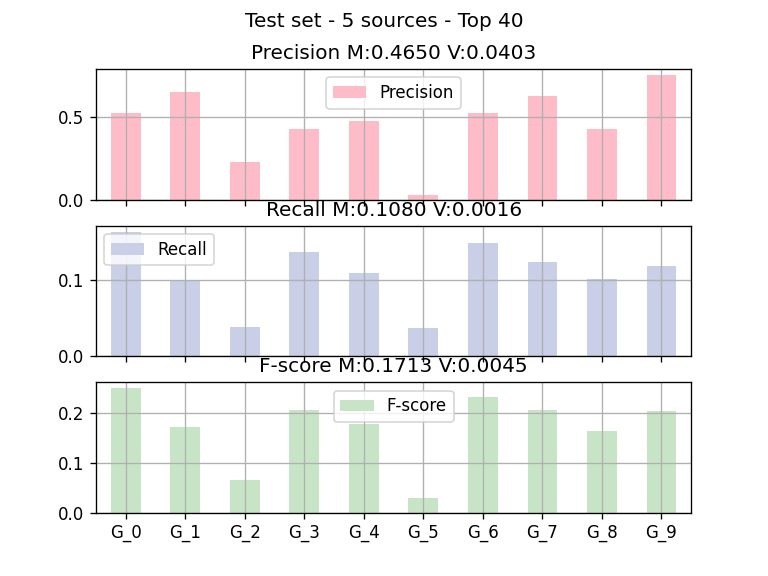 Test set - 5 sources - Top 40
Precision M:0.4650 V:0.0403
Precision
0.5
0.0
Recall M:0.1080 V:0.0016
Recall
0.1
0.0
F-score M:0.1713 V:0.0045
F-score
0.2
0.1
0.0
G_0 G_1 G_2 G_3 G_4 G_5 G_6 G_7 G_8 G_9